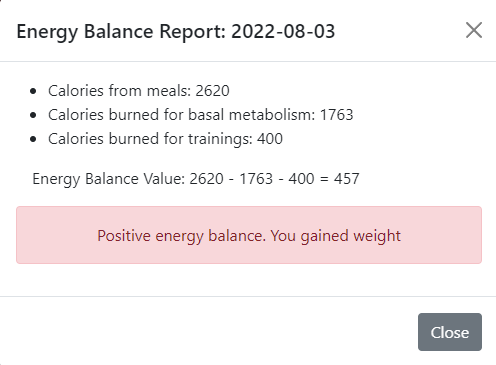 Energy Balance Report: 2022-08-03
Calories from meals: 2620
Calories burned for basal metabolism: 1763
Calories burned for trainings: 400
Energy Balance Value: 2620 - 1763 - 400 = 457
Positive energy balance. You gained weight
Close